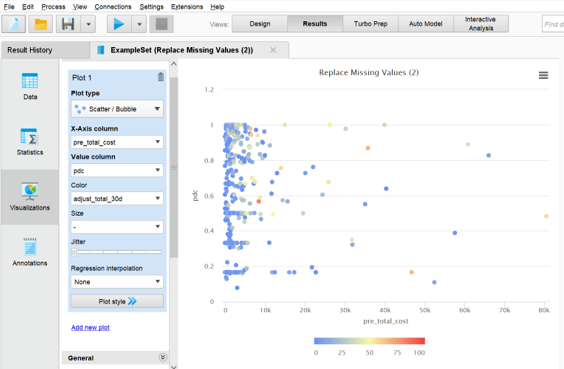 File Edit Process View Connections Settings Extensions Help
Views: Design Results Turbo Prep Auto Model Interactive Analysis Find
Result History ExampleSet (Replace Missing Values (2))
Data
Statistics
Visualizations
Annotations
Plot 1
Plot type
Scatter / Bubble
X-Axis column
pre_total_cost
Value column
pdc
Color
adjust_total_30d
Size
-
Jitter
Regression interpolation
None
Plot style
Add new plot
General
Replace Missing Values (2)
1.2
1
0.8
0.6
0.4
0.2
0
pdc
0 10k 20k 30k 40k 50k 60k 70k 80k
pre_total_cost
0 25 50 75 100